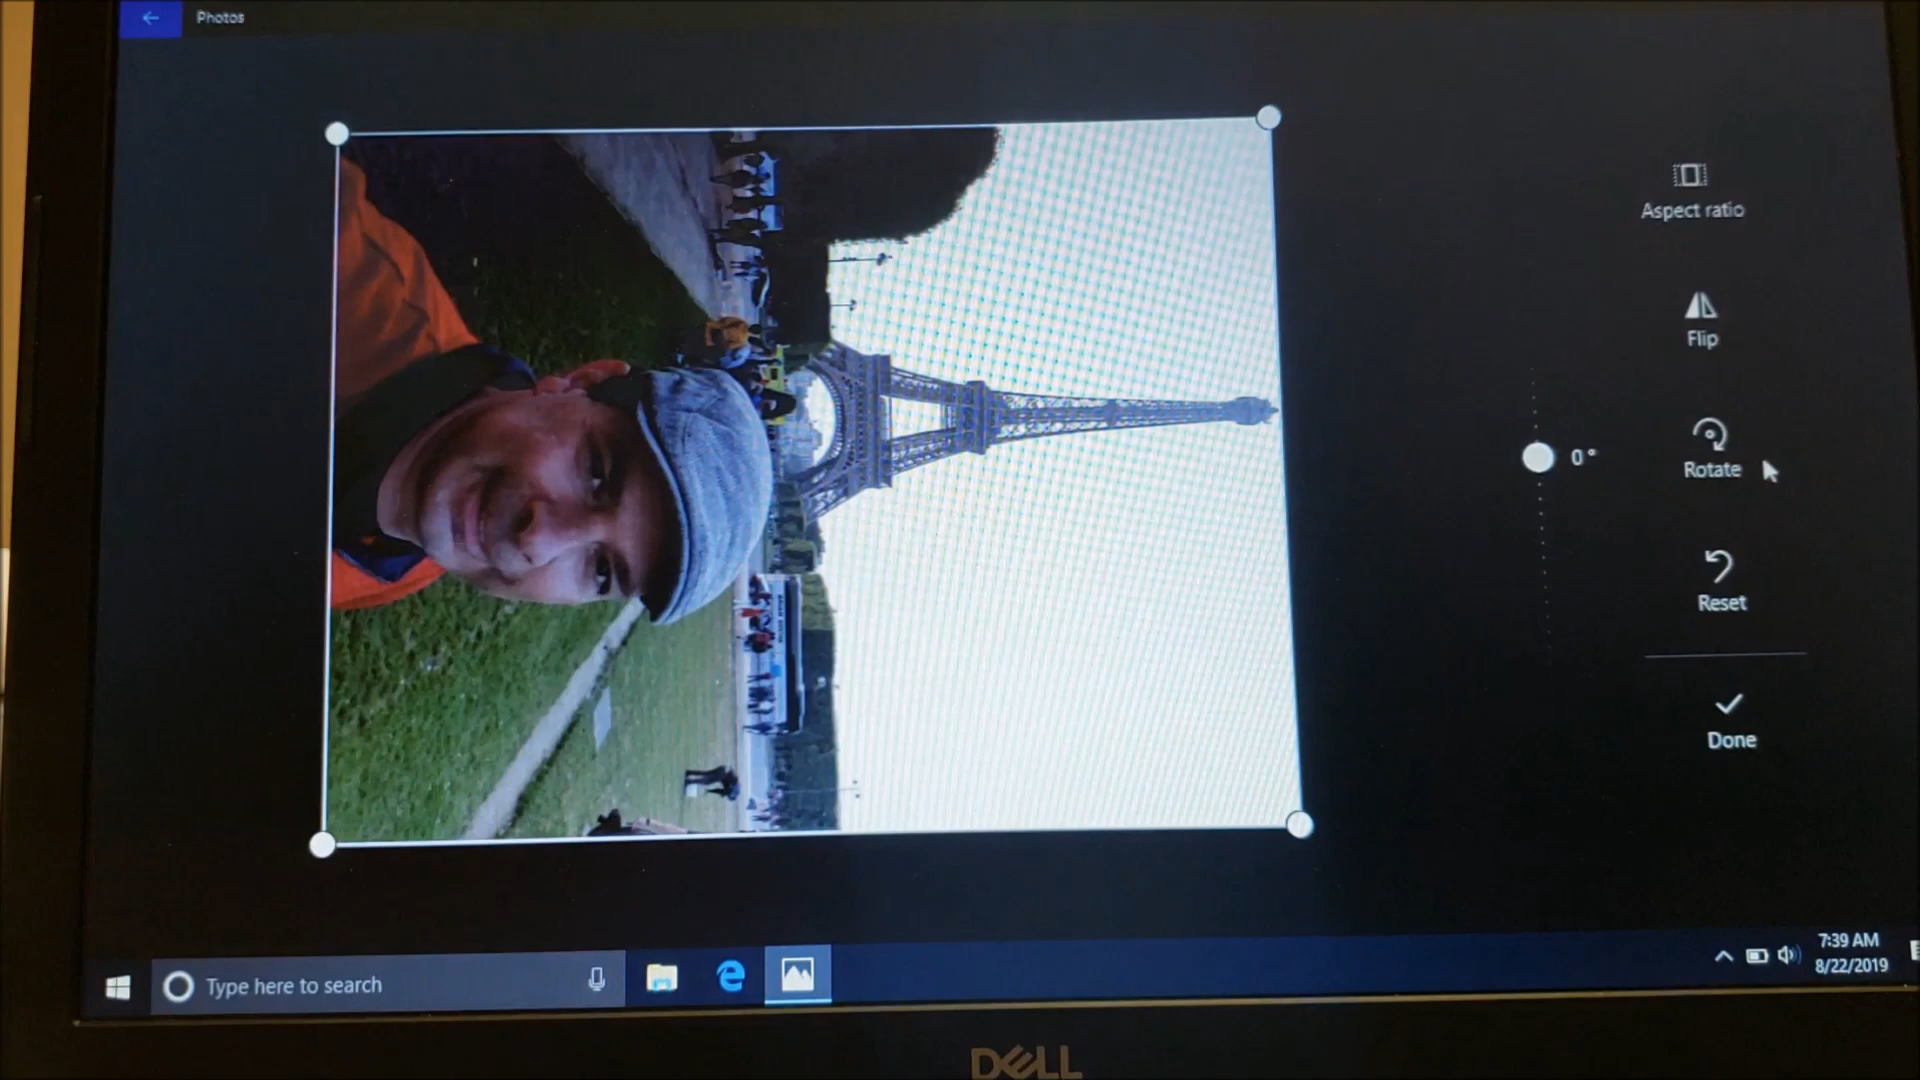 Photos
Aspect ratio
Flip
0°
Rotate
Reset
Done
Type here to search
7:39 AM
8/22/2019
DELL